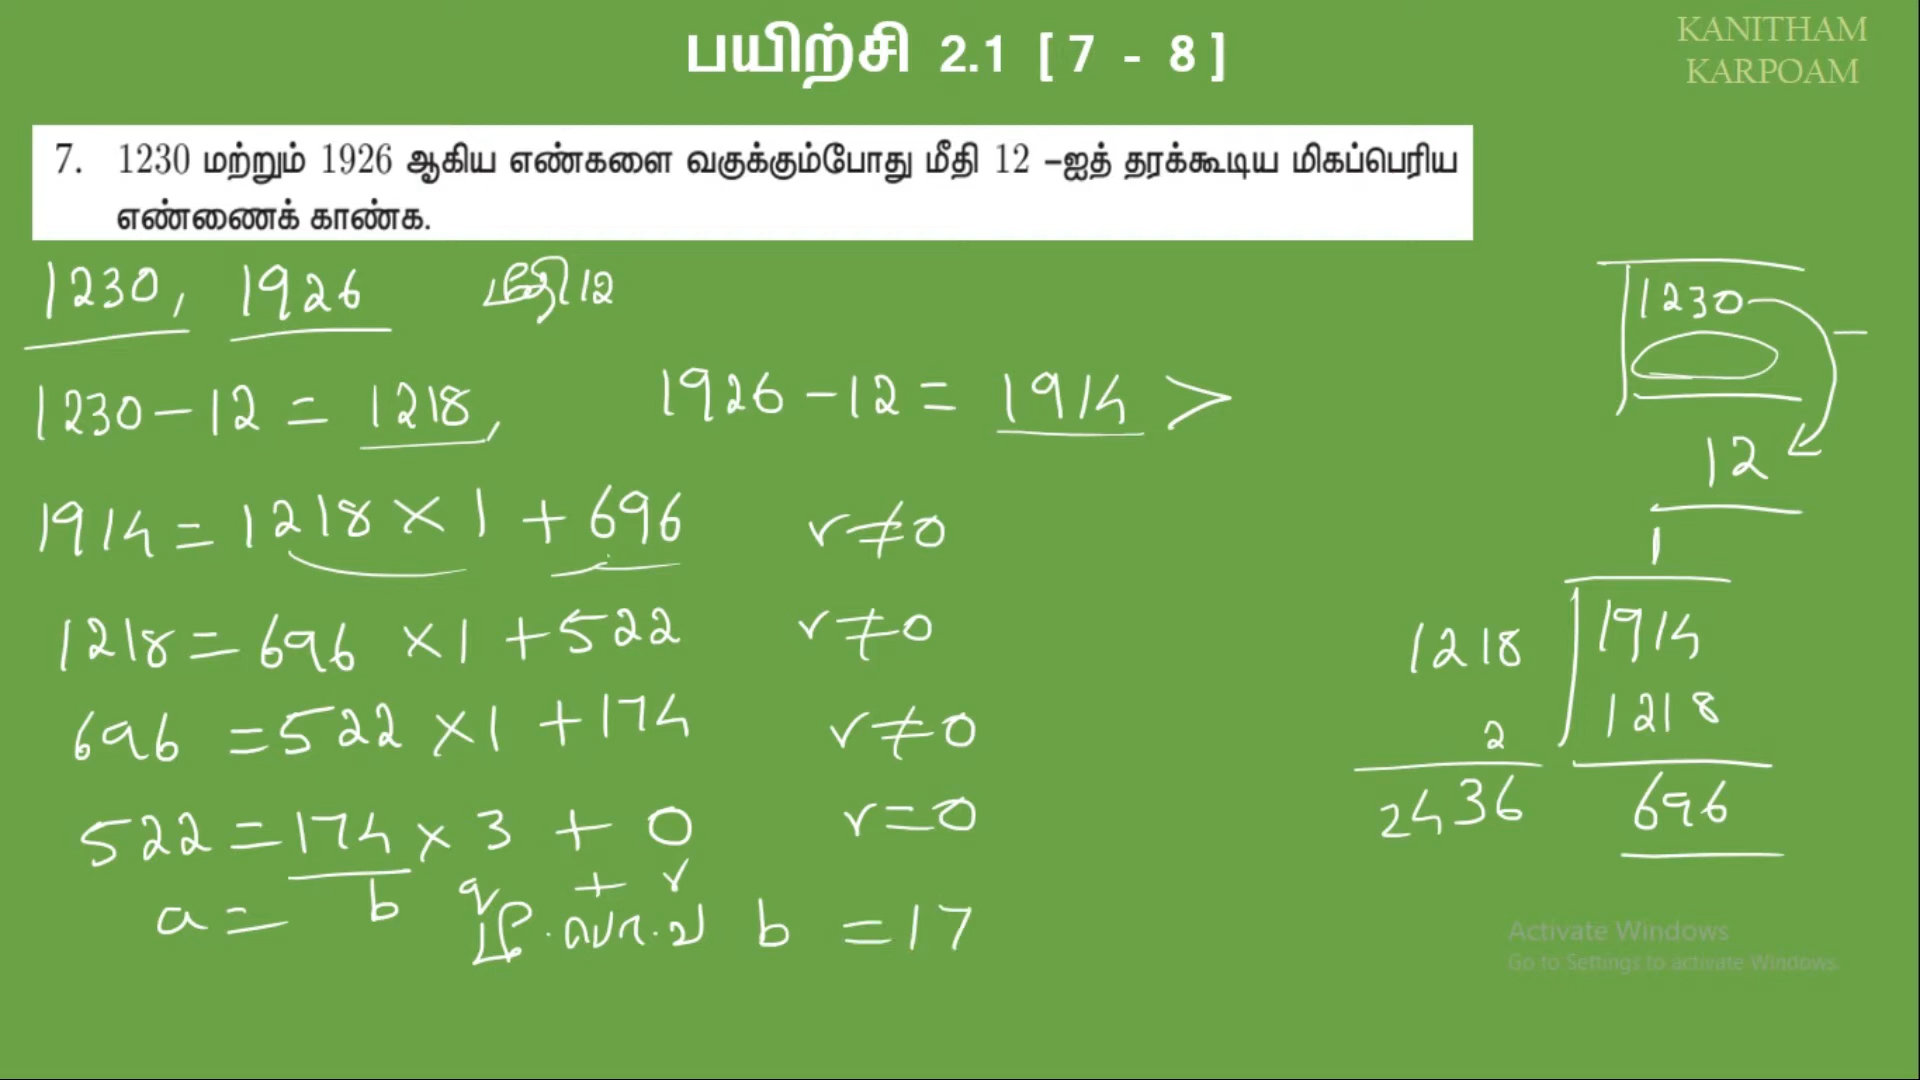 பயிற்சி 2.1 [ 7 - 8 ]
KANITHAM
KARPOAM
7. 1230 மற்றும் 1926 ஆகிய எண்களை வகுக்கும்போது மீதி 12 –ஐத் தரக்கூடிய மிகப்பெரிய
எண்ணைக் காண்க.
1230, 1926 மீதி 12
1230 - 12 = 1218, 1926 - 12 = 1914 >
1914 = 1218 × 1 + 696 r ≠ 0
1218 = 696 × 1 + 522 r ≠ 0
696 = 522 × 1 + 174 r ≠ 0
522 = 174 × 3 + 0 r = 0
a = b q + r
மீ.பொ.வ b = 17
1230 -
12
1
1218 1914
2 1218
2436 696
Activate Windows
Go to Settings to activate Windows.